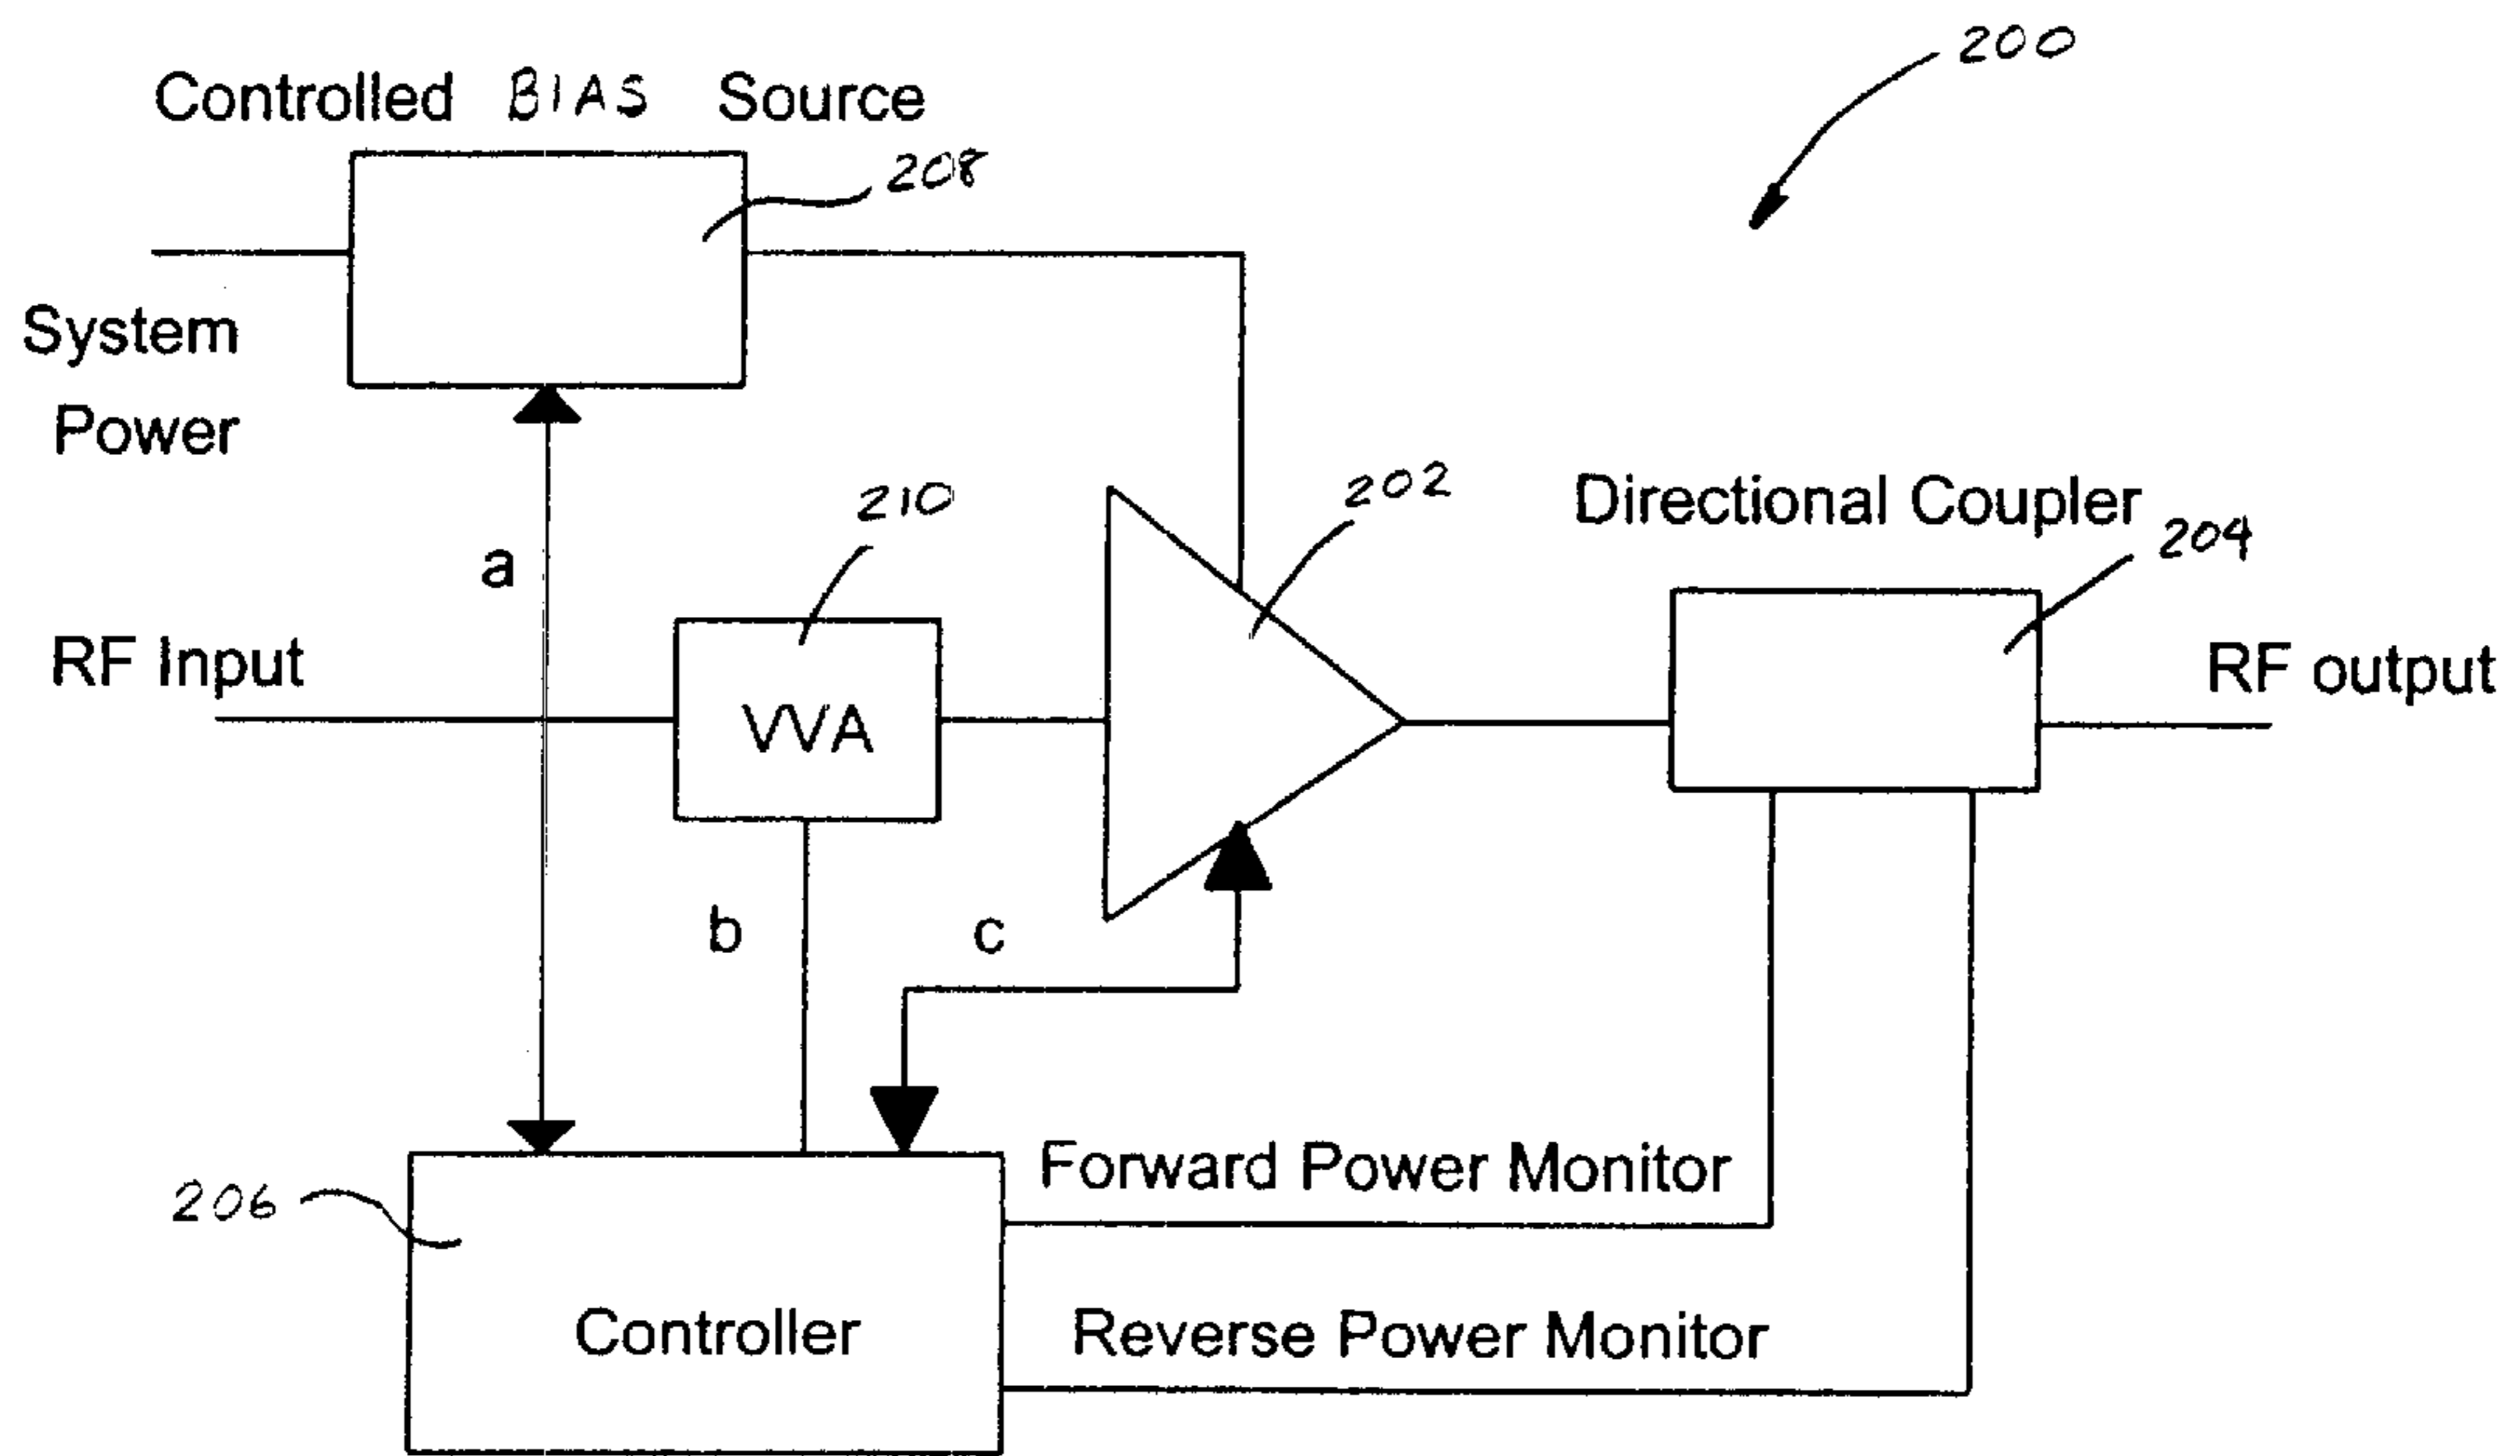 200
Controlled BIAS Source
208
System
Power
210
202
Directional Coupler
204
a
RF Input
VVA
RF output
b
c
206
Forward Power Monitor
Controller
Reverse Power Monitor